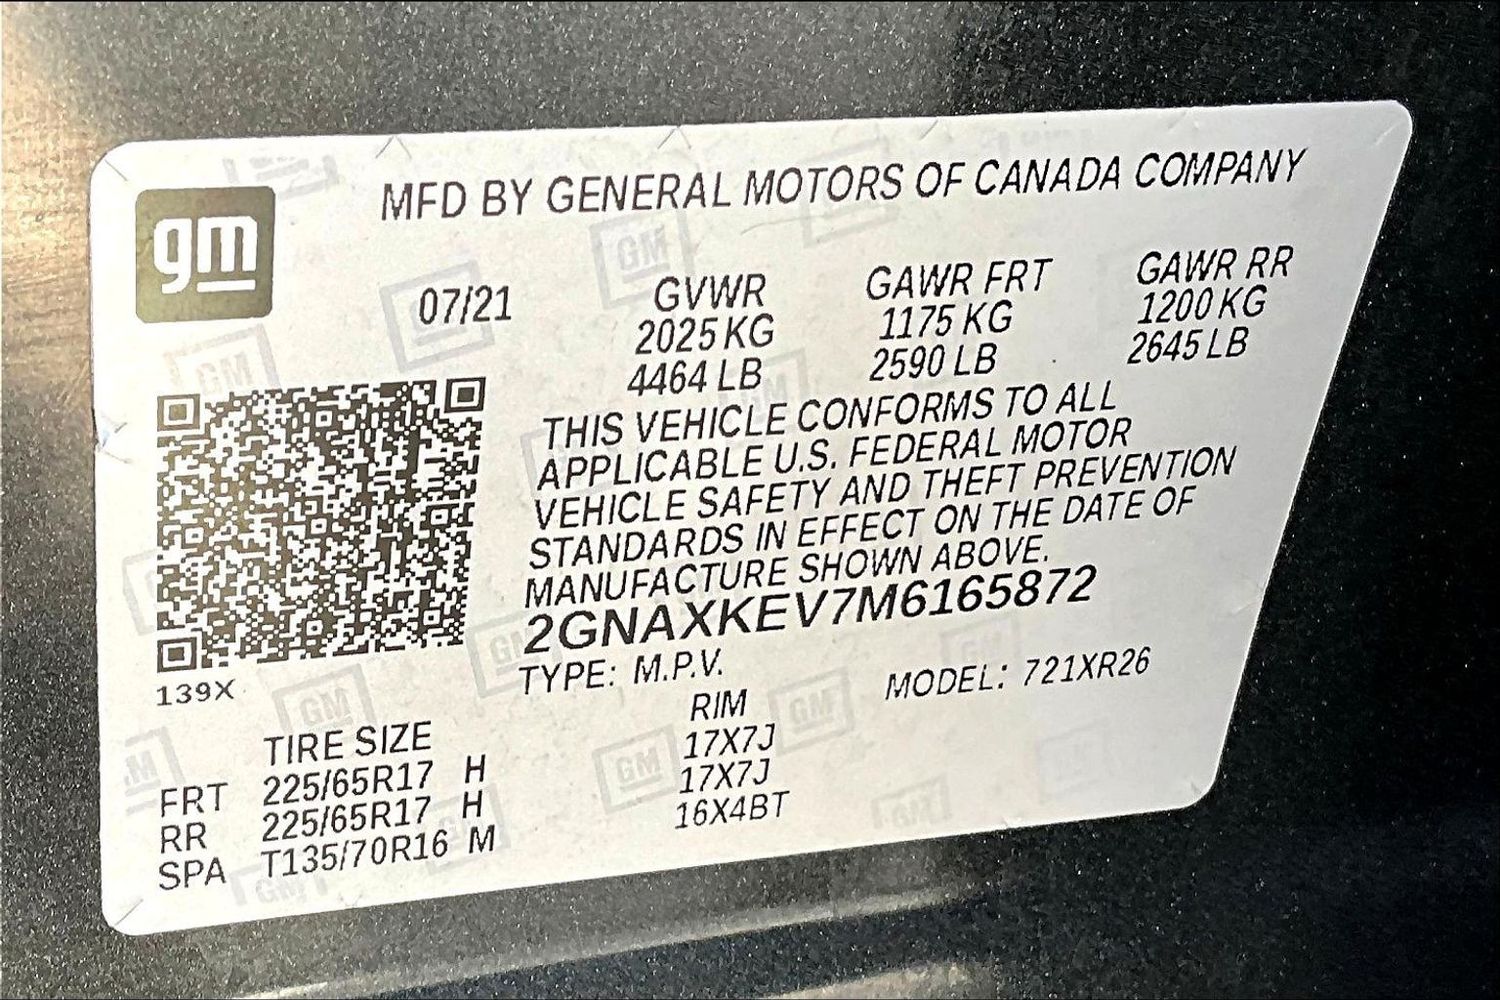 gm
MFD BY GENERAL MOTORS OF CANADA COMPANY
07/21 GVWR GAWR FRT GAWR RR
2025 KG 1175 KG 1200 KG
4464 LB 2590 LB 2645 LB
THIS VEHICLE CONFORMS TO ALL
APPLICABLE U.S. FEDERAL MOTOR
VEHICLE SAFETY AND THEFT PREVENTION
STANDARDS IN EFFECT ON THE DATE OF
MANUFACTURE SHOWN ABOVE.
2GNAXKEV7M6165872
TYPE: M.P.V. MODEL: 721XR26
139X
TIRE SIZE RIM
FRT 225/65R17 H 17X7J
RR 225/65R17 H 17X7J
SPA T135/70R16 M 16X4BT